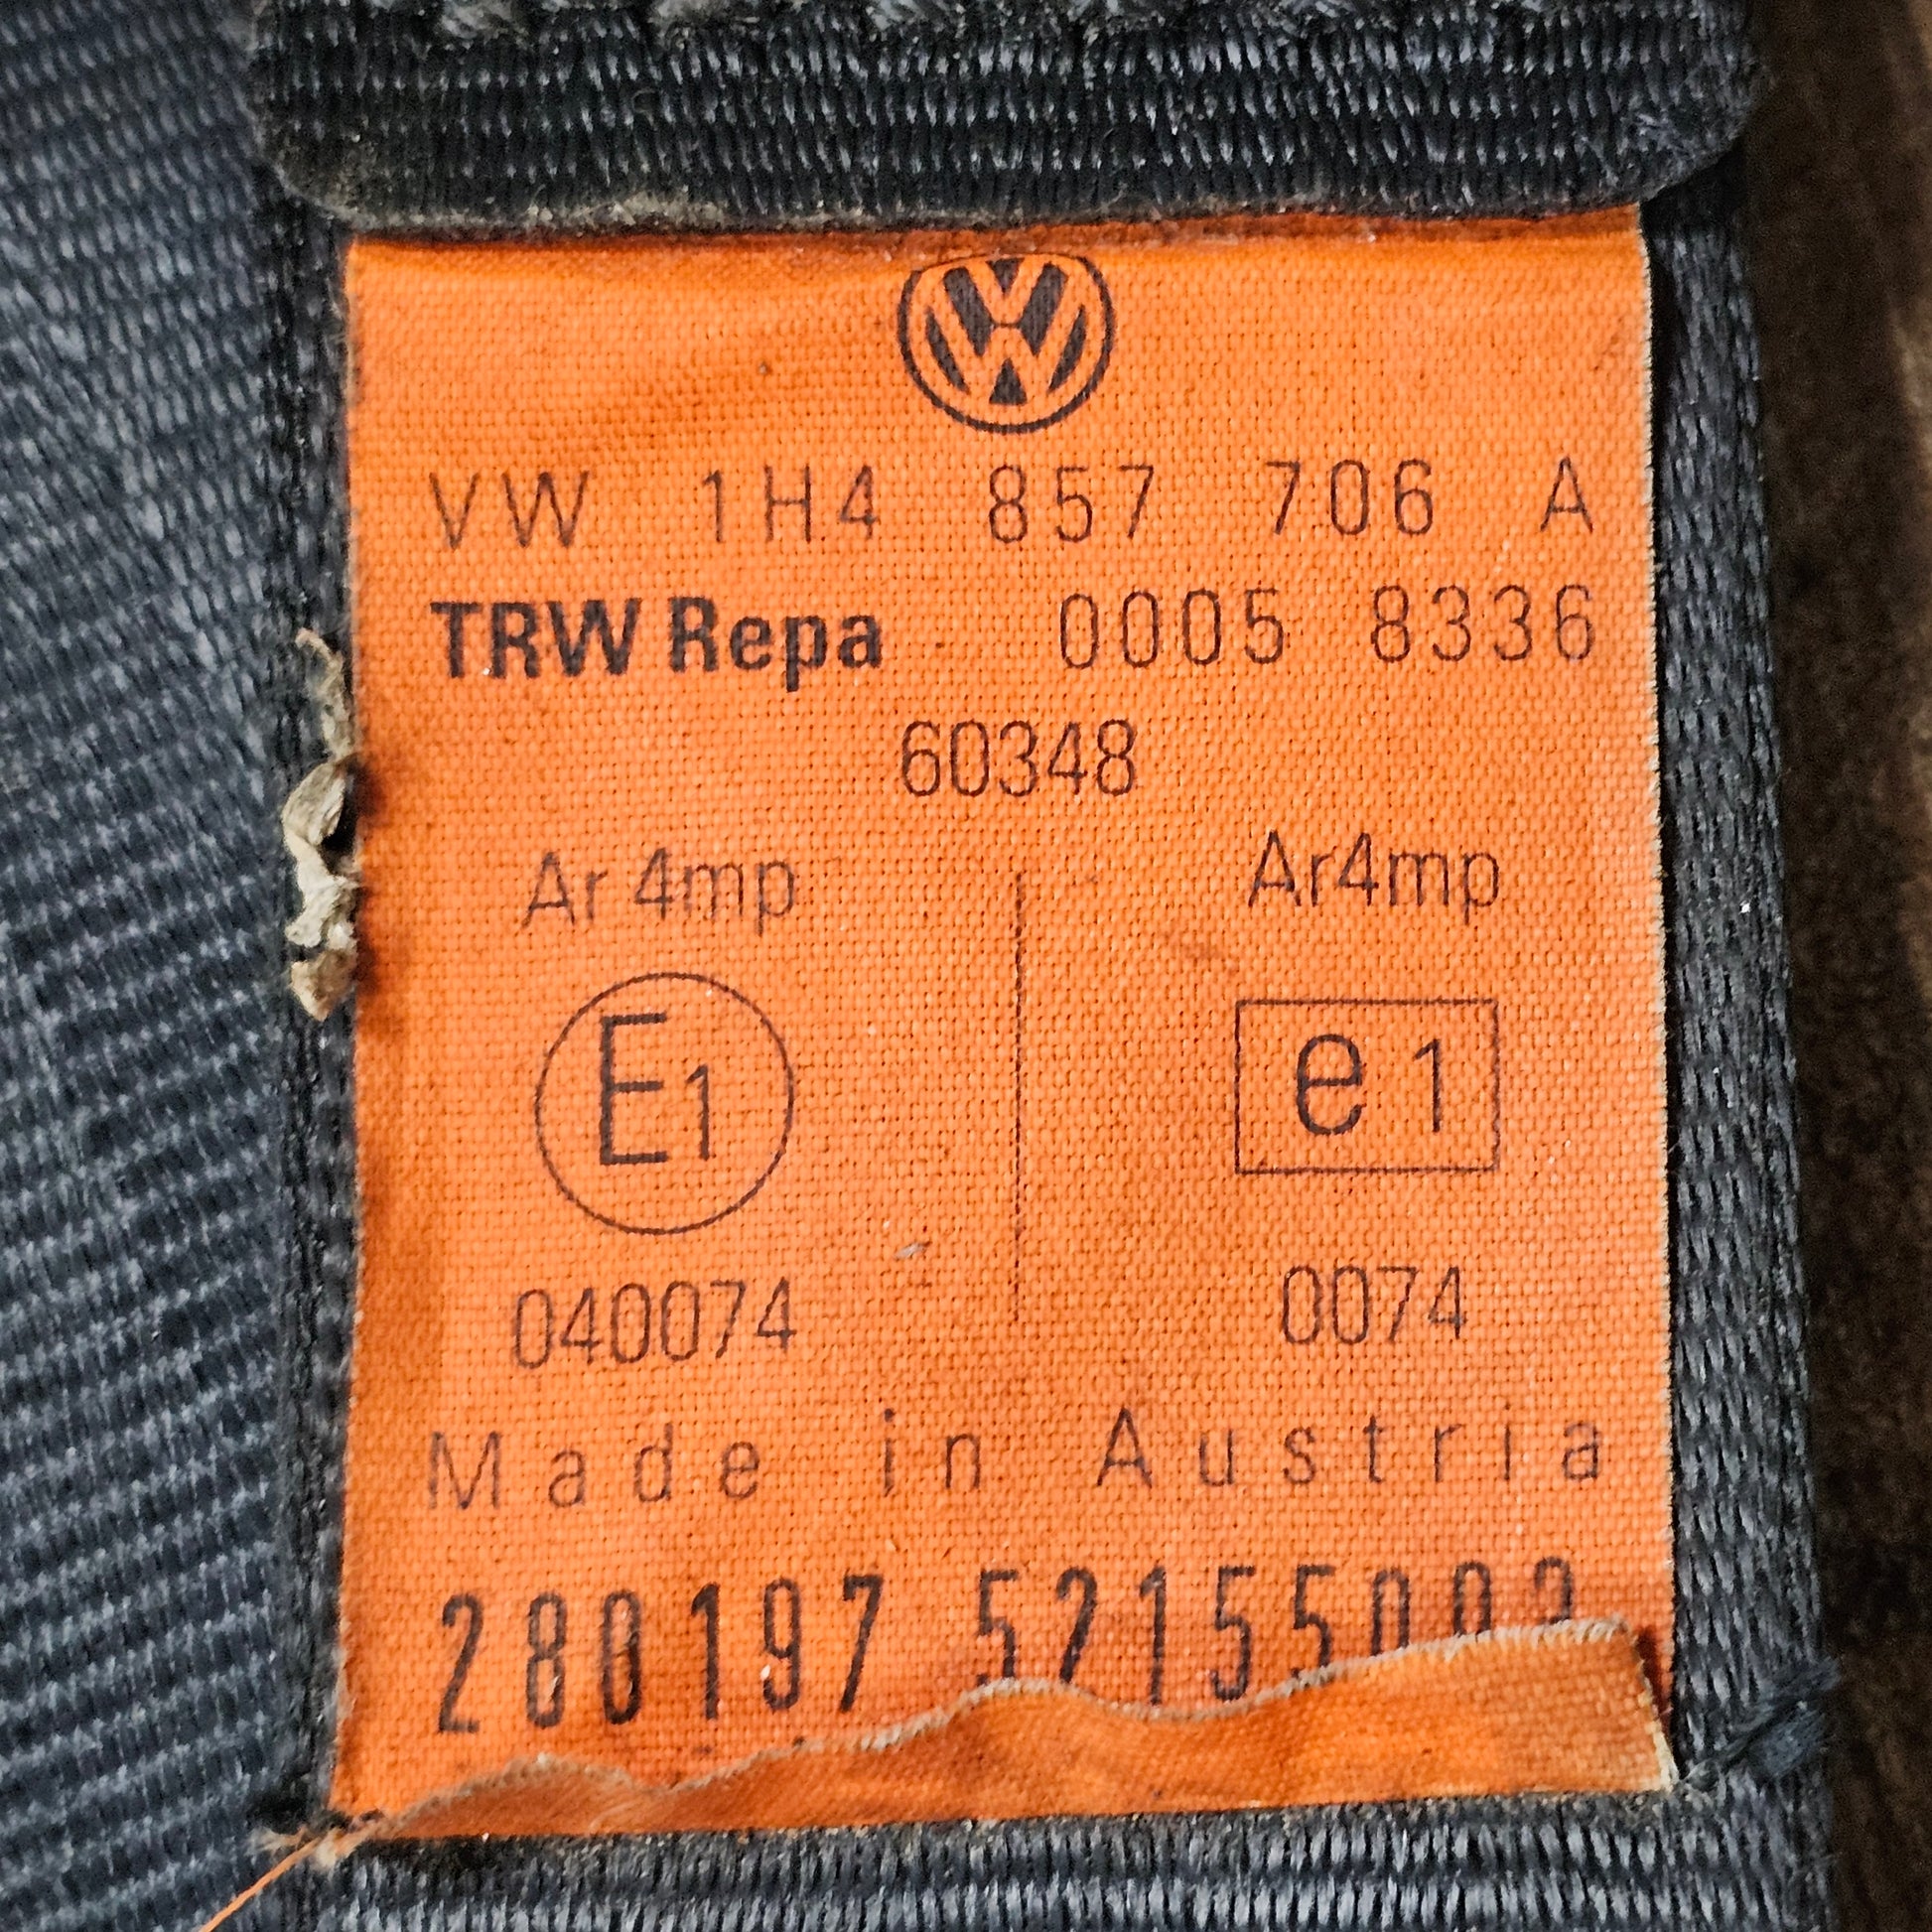 VW 1H4 857 706 A
TRW Repa 0005 8336
60348
Ar 4mp Ar4mp
E1 e1
040074 0074
Made in Austria
280197